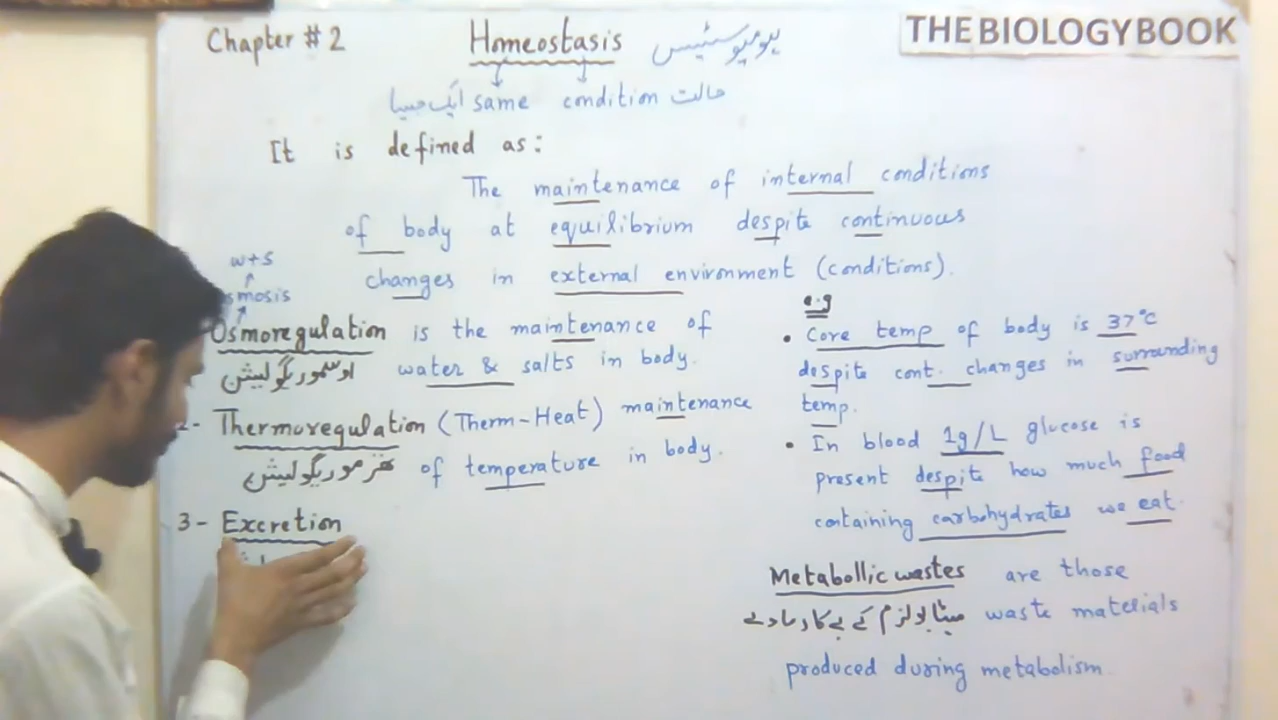 Chapter # 2
Homeostasis ہومیوسٹیسس
THEBIOLOGYBOOK
ایک جیسا same condition حالت
It is defined as:
The maintenance of internal conditions
of body at equilibrium despite continuous
changes in external environment (conditions).
w+s
smosis
Osmoregulation is the maintenance of
اوسموریگولیشن water & salts in body.
2- Thermoregulation (Therm-Heat) maintenance
تھرموریگولیشن of temperature in body.
3- Excretion
e.g
• Core temp of body is 37°C
despite cont. changes in surrounding
temp.
• In blood 1g/L glucose is
present despite how much food
containing carbohydrates we eat.
Metabollic wastes are those
میٹابولزم کے بے کار مادے waste materials
produced during metabolism.